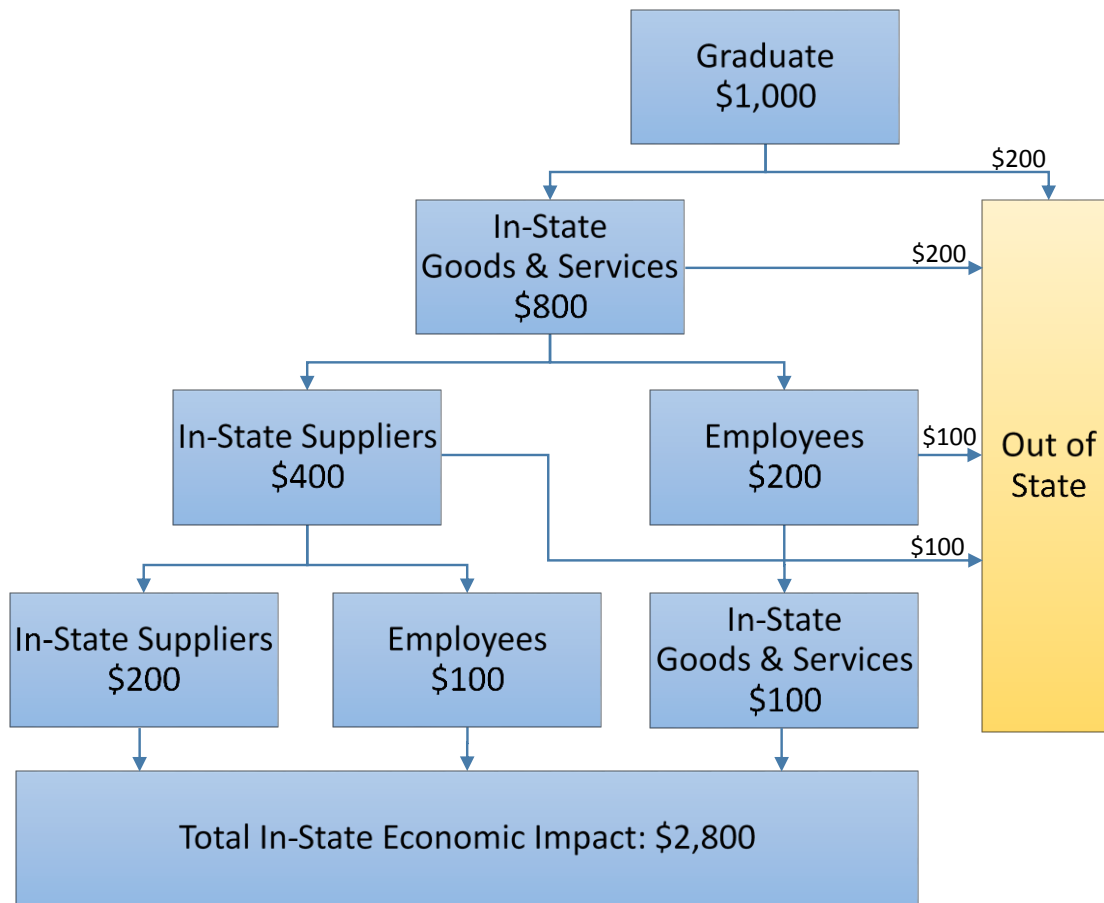 Graduate
$1,000
$200
In-State
Goods & Services
$800
$200
In-State Suppliers
$400
Employees
$200
$100
Out of
State
$100
In-State Suppliers
$200
Employees
$100
In-State
Goods & Services
$100
Total In-State Economic Impact: $2,800